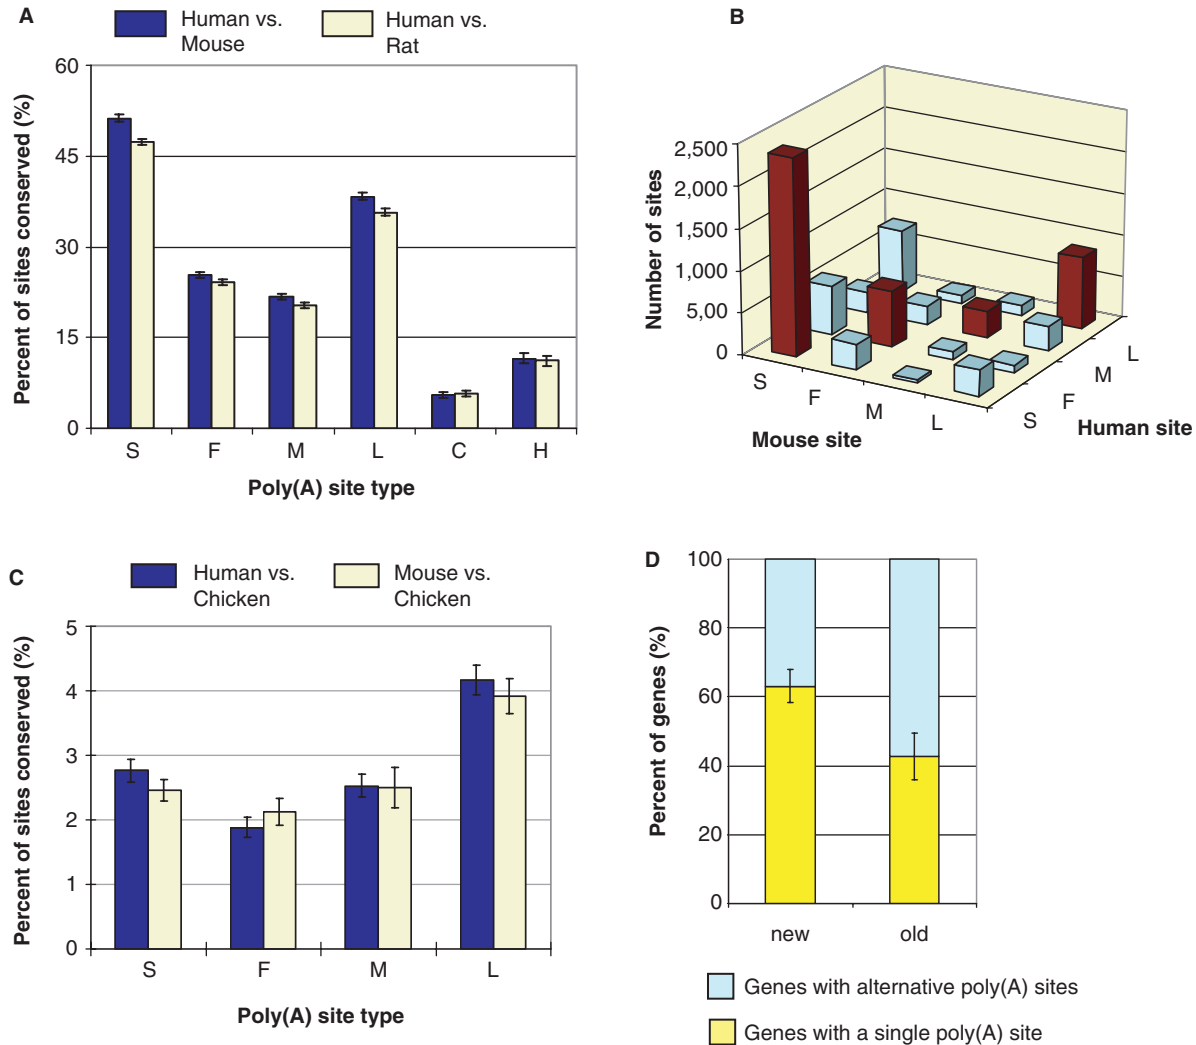 A
Human vs.
Mouse
Human vs.
Rat
Percent of sites conserved (%)
60
45
30
15
0
S F M L C H
Poly(A) site type
B
Number of sites
2,500
2,000
1,500
1,000
5,00
0
S
F
M
L
Mouse site
S
F
M
L
Human site
C
Human vs.
Chicken
Mouse vs.
Chicken
Percent of sites conserved (%)
5
4
3
2
1
0
S F M L
Poly(A) site type
D
Percent of genes (%)
100
80
60
40
20
0
new old
Genes with alternative poly(A) sites
Genes with a single poly(A) site